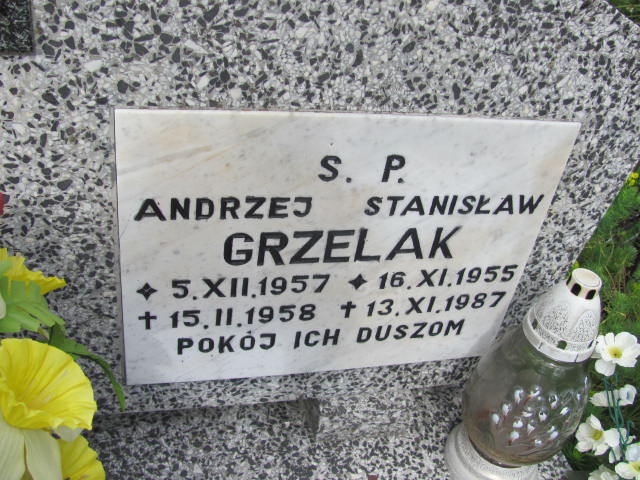 S. P.
ANDRZEJ STANISŁAW
GRZELAK
✦ 5.XII.1957 ✦ 16.XI.1955
✝ 15.II.1958 ✝ 13.XI.1987
POKÓJ ICH DUSZOM